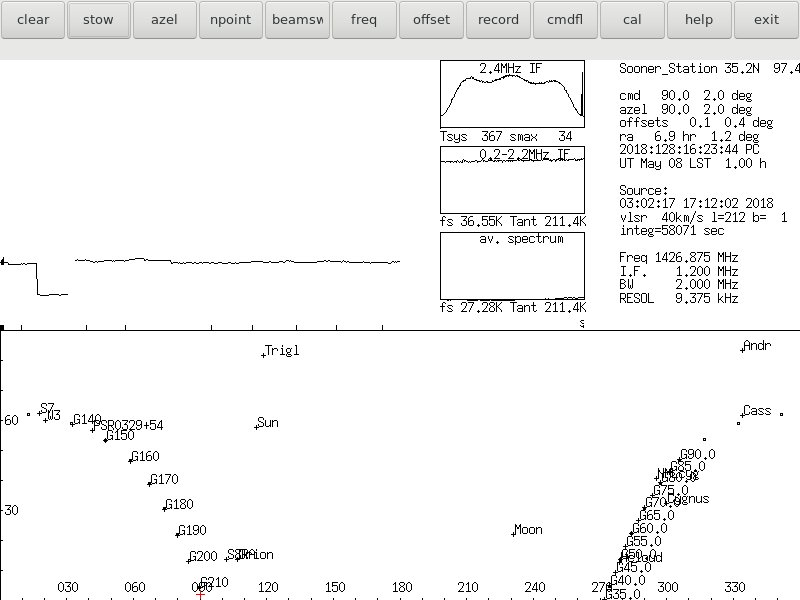 clear stow azel npoint beamsw freq offset record cmdfl cal help exit
2.4MHz IF
Tsys 367 smax 34
0.2-2.2MHz IF
fs 36.55K Tant 211.4K
av. spectrum
fs 27.28K Tant 211.4K
Sooner_Station 35.2N 97.4
cmd 90.0 2.0 deg
azel 90.0 2.0 deg
offsets 0.1 0.4 deg
ra 6.9 hr 1.2 deg
2018:128:16:23:44 PC
UT May 08 LST 1.00 h
Source:
03:02:17 17:12:02 2018
vlsr 40km/s l=212 b= 1
integ=58071 sec
Freq 1426.875 MHz
I.F. 1.200 MHz
BW 2.000 MHz
RESOL 9.375 kHz
Trigl
Andr
S7
W3
G140
PSR0329+54
G150
Sun
Cass
60
G160
G170
G180
G190
G200
Orion
G210
Moon
G90.0
G85.0
G75.0
Cygnus
G70.0
G65.0
G60.0
G55.0
G50.0
G45.0
G40.0
G35.0
30
030 060 090 120 150 180 210 240 270 300 330